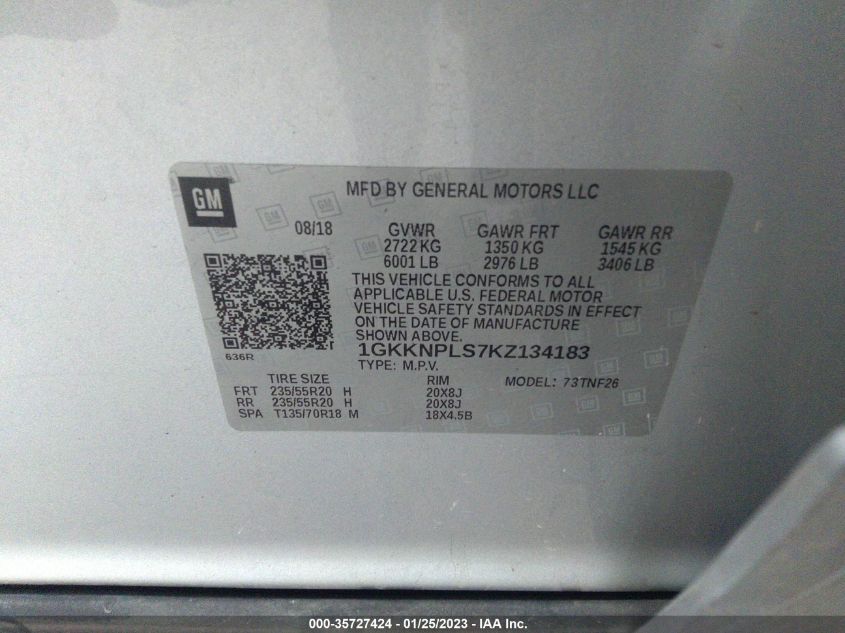 GM
MFD BY GENERAL MOTORS LLC
08/18 GVWR GAWR FRT GAWR RR
2722 KG 1350 KG 1545 KG
6001 LB 2976 LB 3406 LB
THIS VEHICLE CONFORMS TO ALL
APPLICABLE U.S. FEDERAL MOTOR
VEHICLE SAFETY STANDARDS IN EFFECT
ON THE DATE OF MANUFACTURE
SHOWN ABOVE.
636R
1GKKNPLS7KZ134183
TYPE: M.P.V.
TIRE SIZE RIM MODEL: 73TNF26
FRT 235/55R20 H 20X8J
RR 235/55R20 H 20X8J
SPA T135/70R18 M 18X4.5B
000-35727424 - 01/25/2023 - IAA Inc.